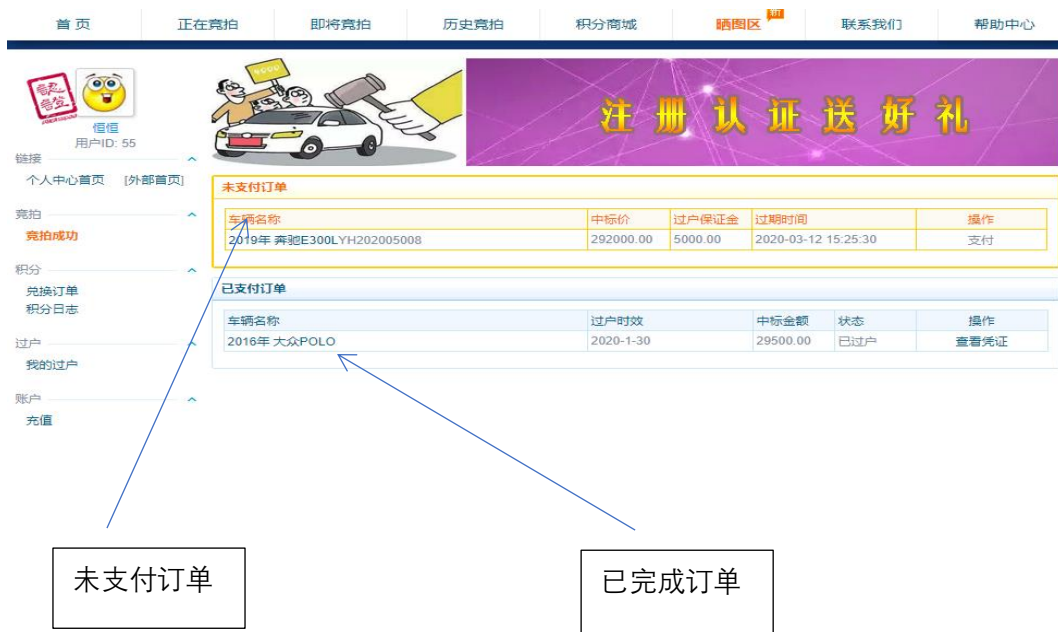 首 页 正在竞拍 即将竞拍 历史竞拍 积分商城 晒图区 新 联系我们 帮助中心
認證
SOLD
注册认证送好礼
恒恒
用户ID: 55
链接
个人中心首页 [外部首页]
竞拍
竞拍成功
积分
兑换订单
积分日志
过户
我的过户
账户
充值
未支付订单
车辆名称 中标价 过户保证金 过期时间 操作
2019年 奔驰E300LYH202005008 292000.00 5000.00 2020-03-12 15:25:30 支付
已支付订单
车辆名称 过户时效 中标金额 状态 操作
2016年 大众POLO 2020-1-30 29500.00 已过户 查看凭证
未支付订单
已完成订单